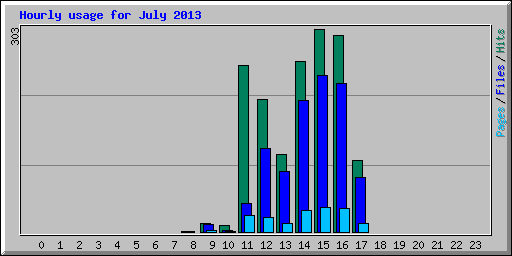 Hourly usage for July 2013
303
Pages / Files / Hits
0 1 2 3 4 5 6 7 8 9 10 11 12 13 14 15 16 17 18 19 20 21 22 23